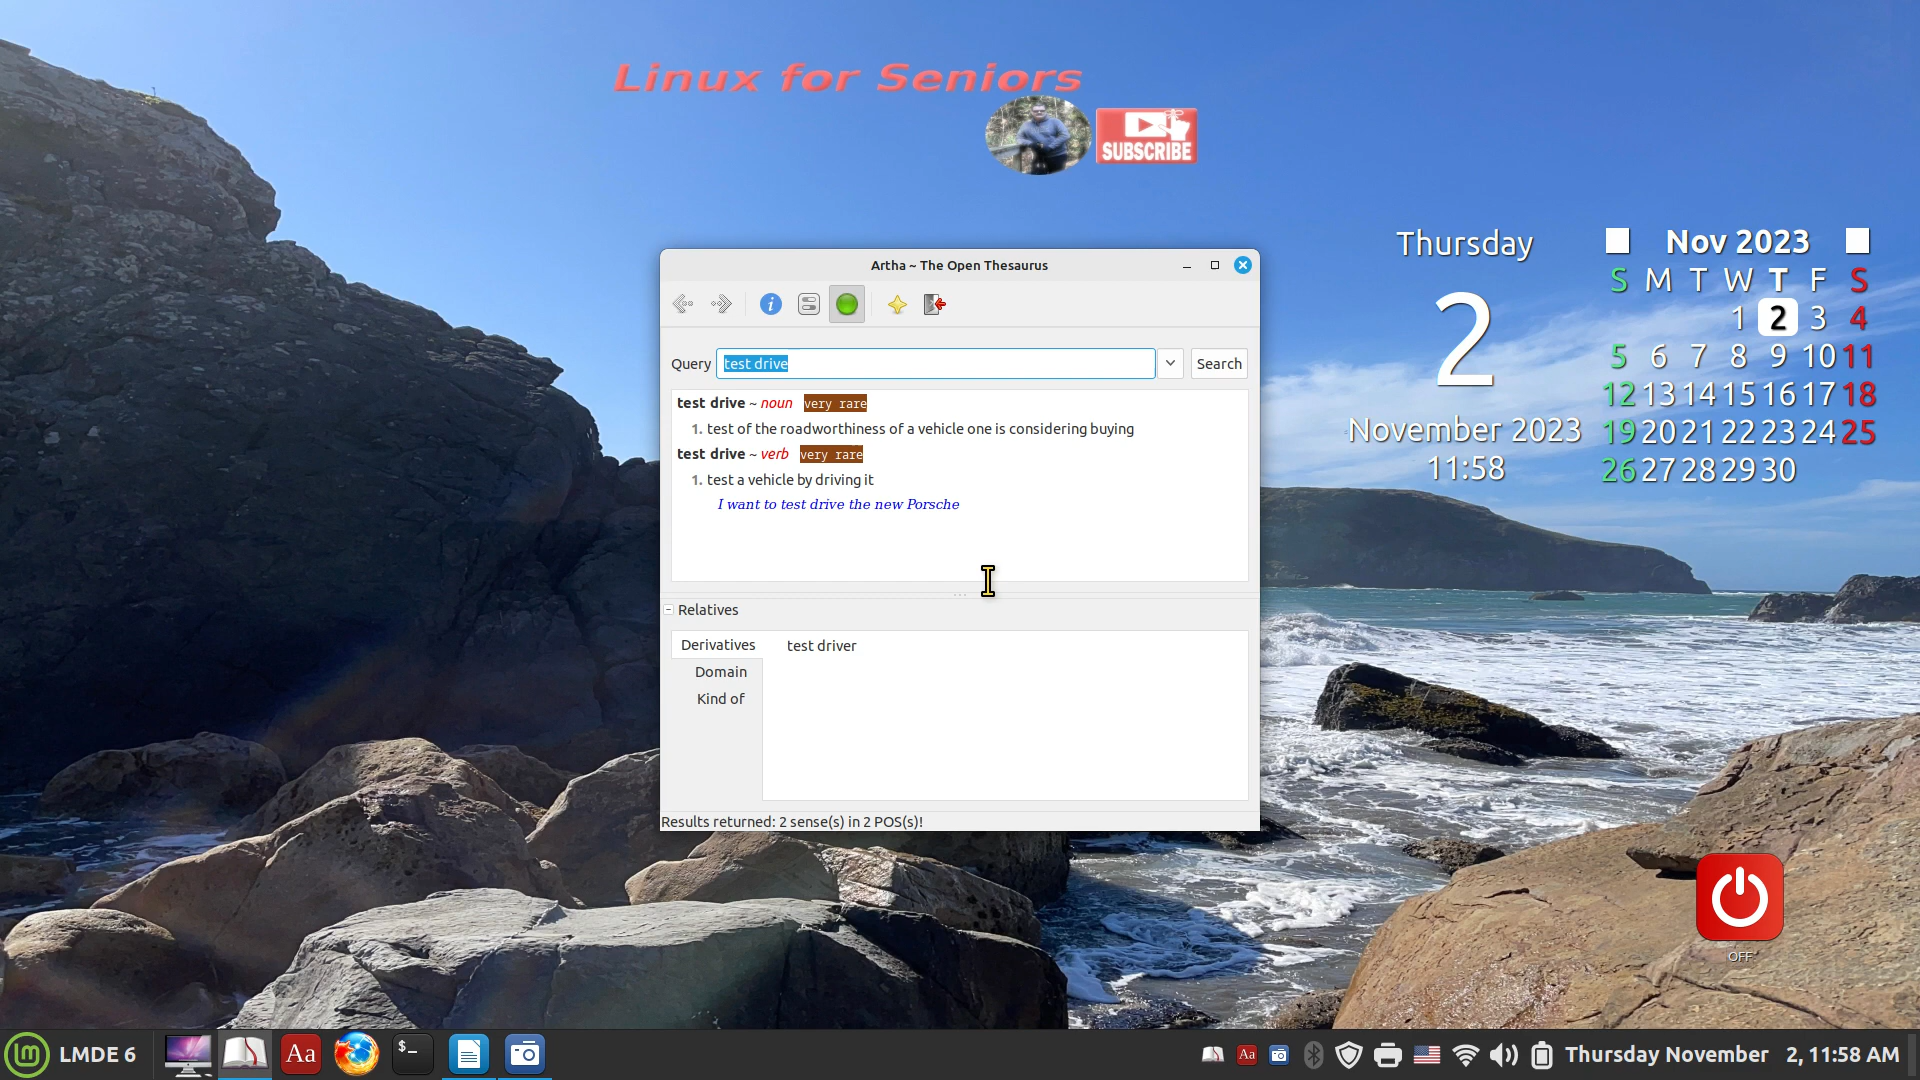 Linux for Seniors
SUBSCRIBE
Thursday
2
November 2023
11:58
Nov 2023
S M T W T F S
1 2 3 4
5 6 7 8 9 10 11
12 13 14 15 16 17 18
19 20 21 22 23 24 25
26 27 28 29 30
Artha ~ The Open Thesaurus
Query test drive Search
test drive ~ noun very rare
1. test of the roadworthiness of a vehicle one is considering buying
test drive ~ verb very rare
1. test a vehicle by driving it
I want to test drive the new Porsche
Relatives
Derivatives test driver
Domain
Kind of
Results returned: 2 sense(s) in 2 POS(s)!
OFF
LMDE 6 Aa $_ Aa Thursday November 2, 11:58 AM